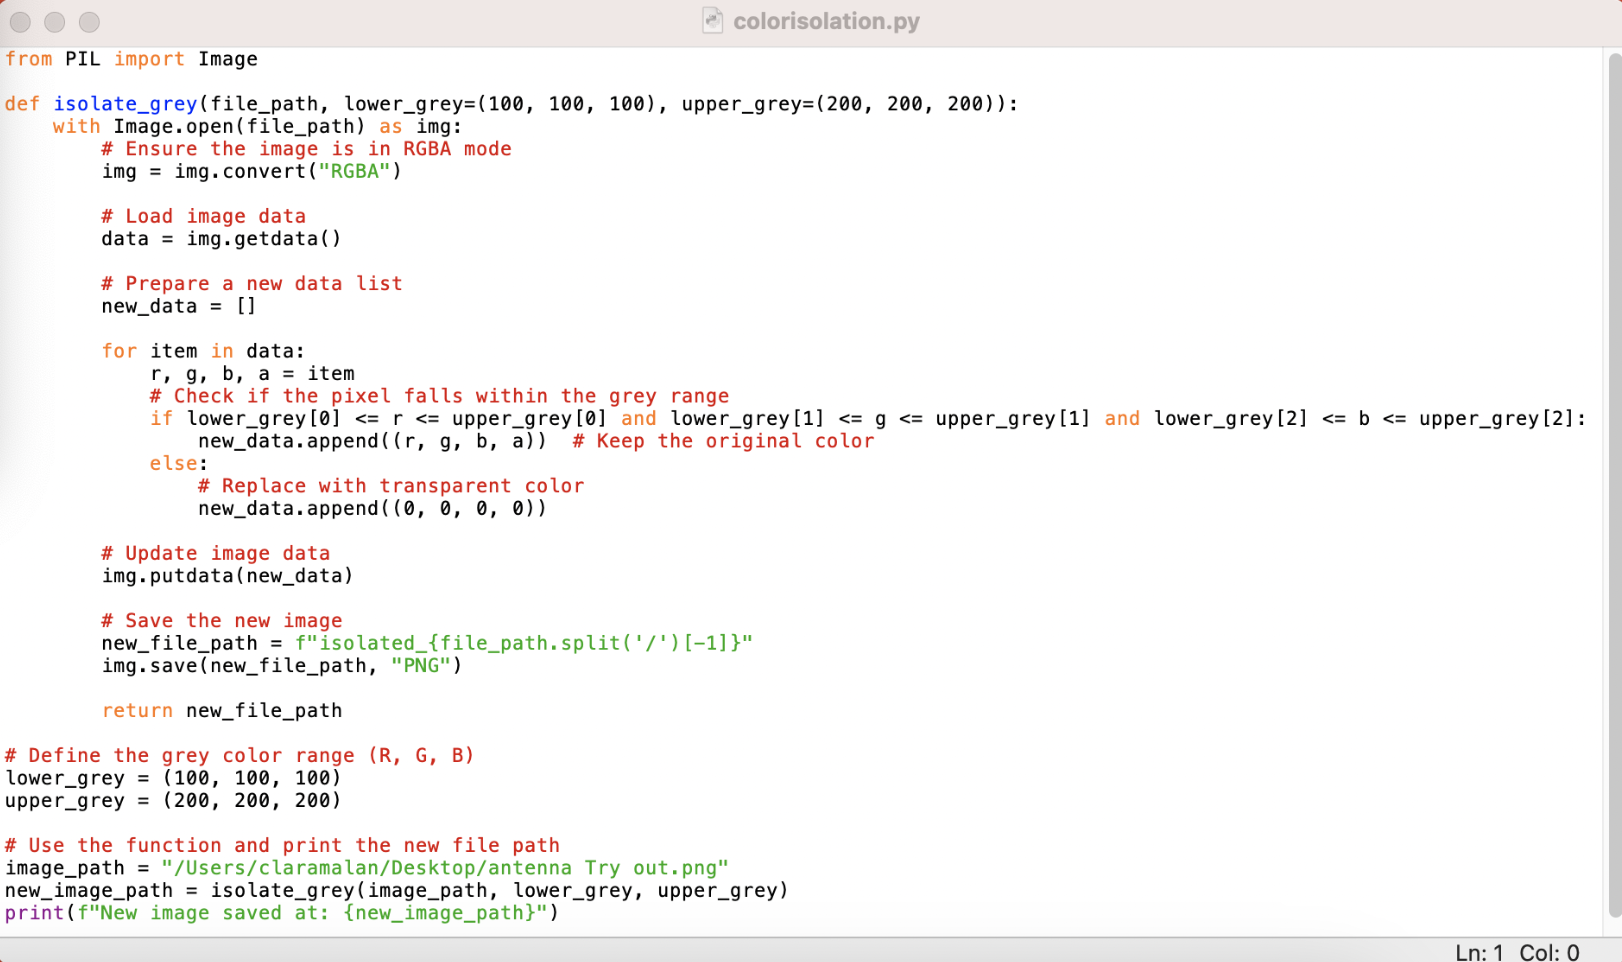 colorisolation.py
from PIL import Image
def isolate_grey(file_path, lower_grey=(100, 100, 100), upper_grey=(200, 200, 200)):
    with Image.open(file_path) as img:
        # Ensure the image is in RGBA mode
        img = img.convert("RGBA")
        # Load image data
        data = img.getdata()
        # Prepare a new data list
        new_data = []
        for item in data:
            r, g, b, a = item
            # Check if the pixel falls within the grey range
            if lower_grey[0] <= r <= upper_grey[0] and lower_grey[1] <= g <= upper_grey[1] and lower_grey[2] <= b <= upper_grey[2]:
                new_data.append((r, g, b, a))  # Keep the original color
            else:
                # Replace with transparent color
                new_data.append((0, 0, 0, 0))
        # Update image data
        img.putdata(new_data)
        # Save the new image
        new_file_path = f"isolated_{file_path.split('/')[-1]}"
        img.save(new_file_path, "PNG")
        return new_file_path
# Define the grey color range (R, G, B)
lower_grey = (100, 100, 100)
upper_grey = (200, 200, 200)
# Use the function and print the new file path
image_path = "/Users/claramalan/Desktop/antenna Try out.png"
new_image_path = isolate_grey(image_path, lower_grey, upper_grey)
print(f"New image saved at: {new_image_path}")
Ln: 1 Col: 0